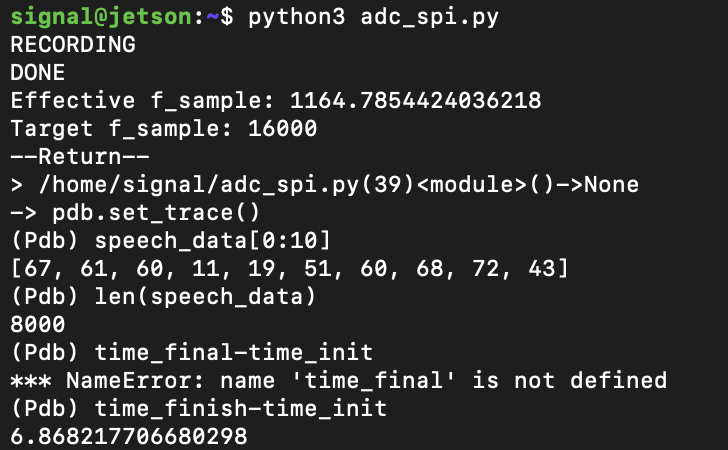 signal@jetson:~$ python3 adc_spi.py
RECORDING
DONE
Effective f_sample: 1164.7854424036218
Target f_sample: 16000
--Return--
> /home/signal/adc_spi.py(39)<module>()->None
-> pdb.set_trace()
(Pdb) speech_data[0:10]
[67, 61, 60, 11, 19, 51, 60, 68, 72, 43]
(Pdb) len(speech_data)
8000
(Pdb) time_final-time_init
*** NameError: name 'time_final' is not defined
(Pdb) time_finish-time_init
6.868217706680298